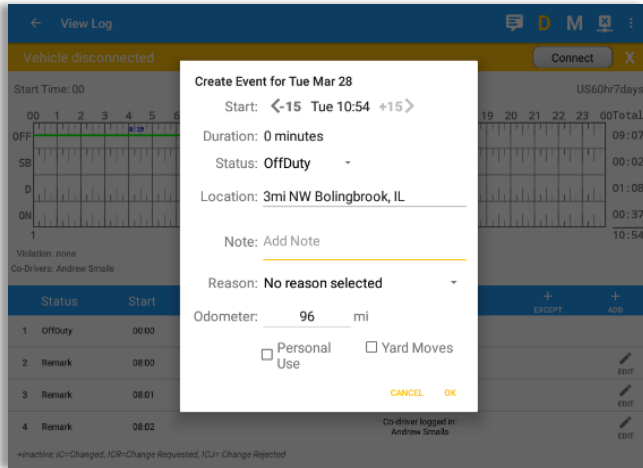 ← View Log D M
Vehicle disconnected Connect X
Start Time: 00 US60hr7days
00 1 2 3 4 5 6 19 20 21 22 23 00Total
OFF 09:07
SB 00:02
D 01:08
ON 00:37
1 10:54
Violation: none
Co-Drivers: Andrew Smalls
Create Event for Tue Mar 28
Start: <-15 Tue 10:54 +15>
Duration: 0 minutes
Status: OffDuty
Location: 3mi NW Bolingbrook, IL
Note: Add Note
Reason: No reason selected
Odometer: 96 mi
Personal Use
Yard Moves
CANCEL OK
Status Start + EXCEPT + ADD
1 OffDuty 00:00
2 Remark 08:00 EDIT
3 Remark 08:01 EDIT
4 Remark 08:02 Co-driver logged in: Andrew Smalls EDIT
+Inactive: IC=Changed, ICR=Change Requested, ICJ= Change Rejected